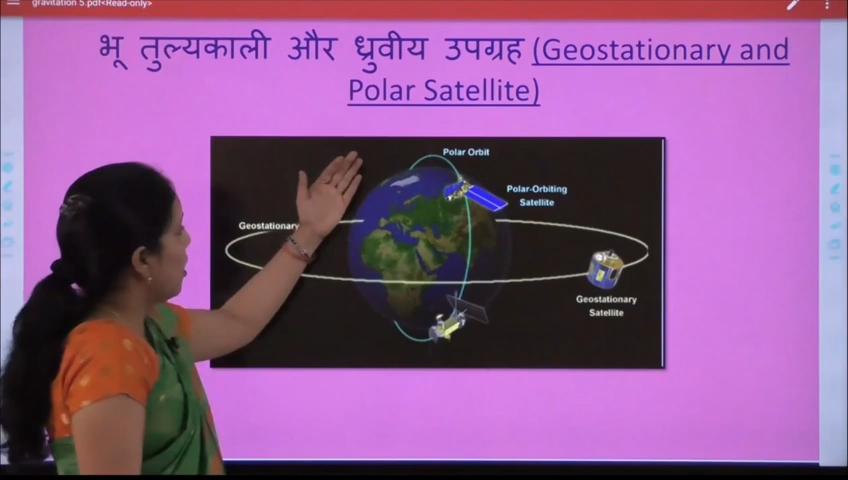 gravitation 5.pdf<Read-only>
भू तुल्यकाली और ध्रुवीय उपग्रह (Geostationary and
Polar Satellite)
Polar Orbit
Polar-Orbiting
Satellite
Geostationary
Geostationary
Satellite